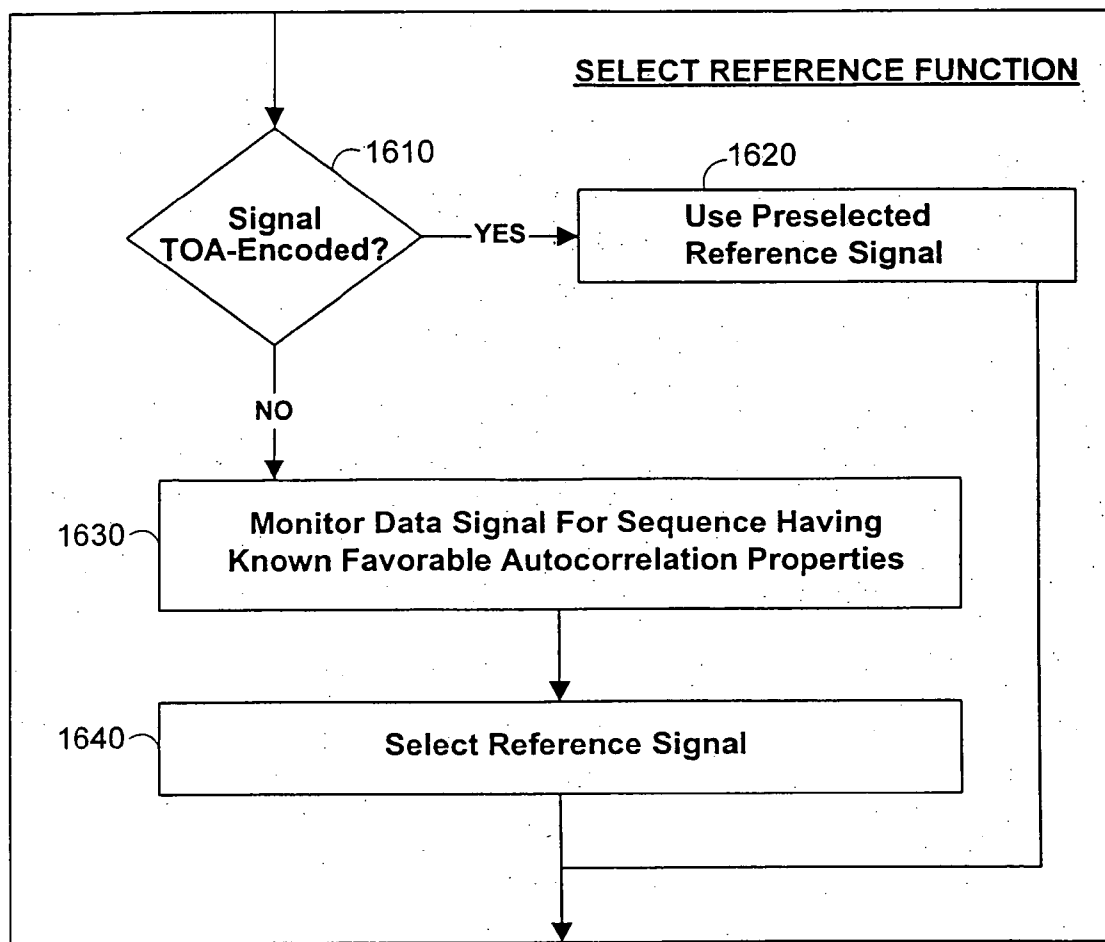 SELECT REFERENCE FUNCTION
1610
Signal
TOA-Encoded?
YES
1620
Use Preselected
Reference Signal
NO
1630
Monitor Data Signal For Sequence Having
Known Favorable Autocorrelation Properties
1640
Select Reference Signal